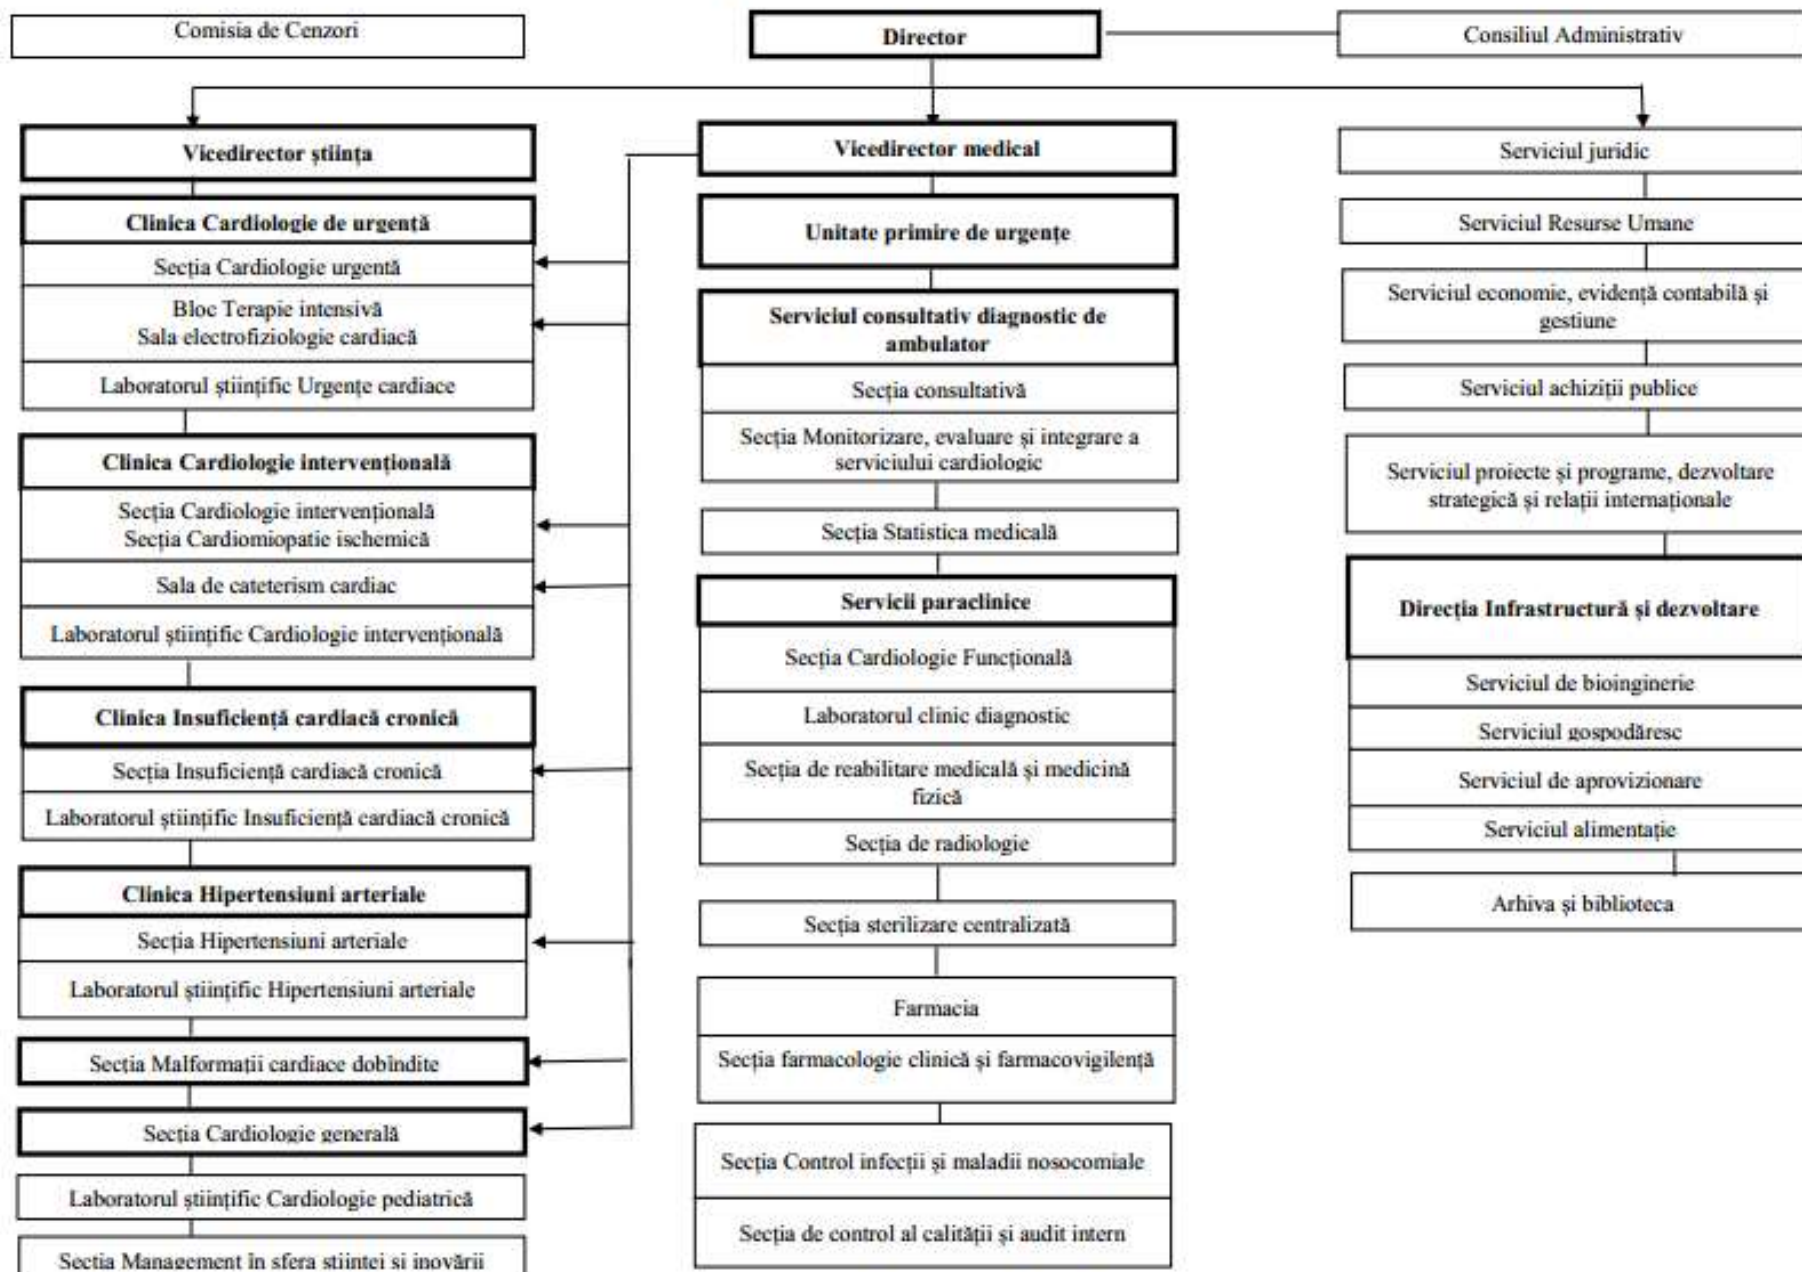 Comisia de Cenzori
Director
Consiliul Administrativ
Vicedirector știința
Clinica Cardiologie de urgență
Secția Cardiologie urgentă
Bloc Terapie intensivă
Sala electrofiziologie cardiacă
Laboratorul științific Urgențe cardiace
Clinica Cardiologie intervențională
Secția Cardiologie intervențională
Secția Cardiomiopatie ischemică
Sala de cateterism cardiac
Laboratorul științific Cardiologie intervențională
Clinica Insuficiență cardiacă cronică
Secția Insuficiență cardiacă cronică
Laboratorul științific Insuficiență cardiacă cronică
Clinica Hipertensiuni arteriale
Secția Hipertensiuni arteriale
Laboratorul științific Hipertensiuni arteriale
Secția Malformații cardiace dobîndite
Secția Cardiologie generală
Laboratorul științific Cardiologie pediatrică
Secția Management în sfera științei și inovării
Vicedirector medical
Unitate primire de urgențe
Serviciul consultativ diagnostic de
ambulator
Secția consultativă
Secția Monitorizare, evaluare și integrare a
serviciului cardiologic
Secția Statistica medicală
Servicii paraclinice
Secția Cardiologie Funcțională
Laboratorul clinic diagnostic
Secția de reabilitare medicală și medicină
fizică
Secția de radiologie
Secția sterilizare centralizată
Farmacia
Secția farmacologie clinică și farmacovigilență
Secția Control infecții și maladii nosocomiale
Secția de control al calității și audit intern
Serviciul juridic
Serviciul Resurse Umane
Serviciul economie, evidență contabilă și
gestiune
Serviciul achiziții publice
Serviciul proiecte și programe, dezvoltare
strategică și relații internaționale
Direcția Infrastructură și dezvoltare
Serviciul de bioinginerie
Serviciul gospodăresc
Serviciul de aprovizionare
Serviciul alimentație
Arhiva și biblioteca